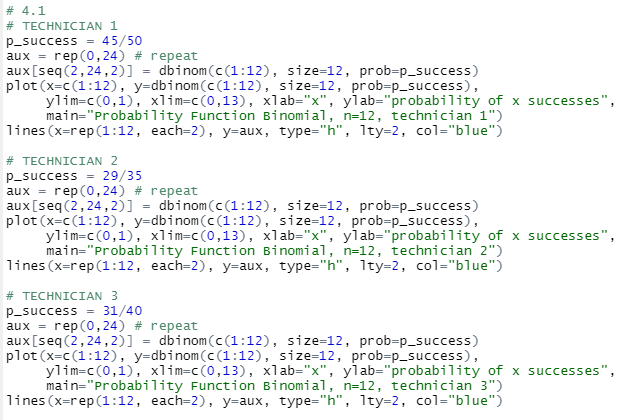 # 4.1
# TECHNICIAN 1
p_success = 45/50
aux = rep(0,24) # repeat
aux[seq(2,24,2)] = dbinom(c(1:12), size=12, prob=p_success)
plot(x=c(1:12), y=dbinom(c(1:12), size=12, prob=p_success),
ylim=c(0,1), xlim=c(0,13), xlab="x", ylab="probability of x successes",
main="Probability Function Binomial, n=12, technician 1")
lines(x=rep(1:12, each=2), y=aux, type="h", lty=2, col="blue")
# TECHNICIAN 2
p_success = 29/35
aux = rep(0,24) # repeat
aux[seq(2,24,2)] = dbinom(c(1:12), size=12, prob=p_success)
plot(x=c(1:12), y=dbinom(c(1:12), size=12, prob=p_success),
ylim=c(0,1), xlim=c(0,13), xlab="x", ylab="probability of x successes",
main="Probability Function Binomial, n=12, technician 2")
lines(x=rep(1:12, each=2), y=aux, type="h", lty=2, col="blue")
# TECHNICIAN 3
p_success = 31/40
aux = rep(0,24) # repeat
aux[seq(2,24,2)] = dbinom(c(1:12), size=12, prob=p_success)
plot(x=c(1:12), y=dbinom(c(1:12), size=12, prob=p_success),
ylim=c(0,1), xlim=c(0,13), xlab="x", ylab="probability of x successes",
main="Probability Function Binomial, n=12, technician 3")
lines(x=rep(1:12, each=2), y=aux, type="h", lty=2, col="blue")